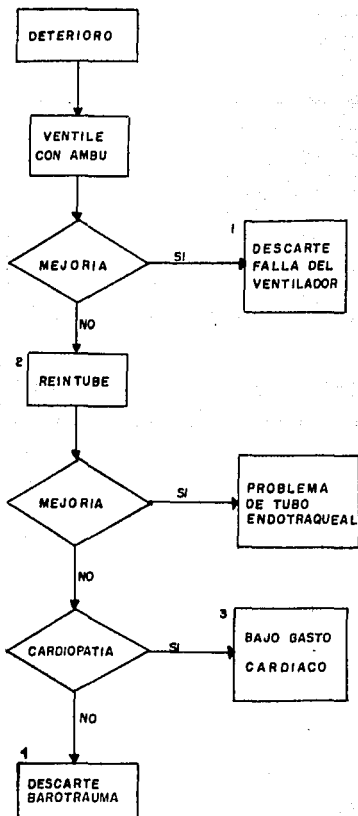 DETERIORO
VENTILE
CON AMBU
MEJORIA
SI
1
DESCARTE
FALLA DEL
VENTILADOR
NO
2
REINTUBE
MEJORIA
SI
PROBLEMA
DE TUBO
ENDOTRAQUEAL
NO
CARDIOPATIA
SI
3
BAJO GASTO
CARDIACO
NO
4
DESCARTE
BAROTRAUMA